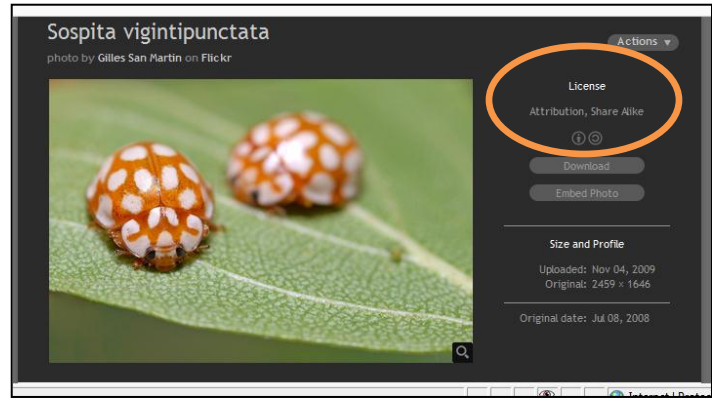 Sospita vigintipunctata
Actions
photo by Gilles San Martin on Flickr
License
Attribution, Share Alike
Download
Embed Photo
Size and Profile
Uploaded: Nov 04, 2009
Original: 2459 × 1646
Original date: Jul 08, 2008
Internet |